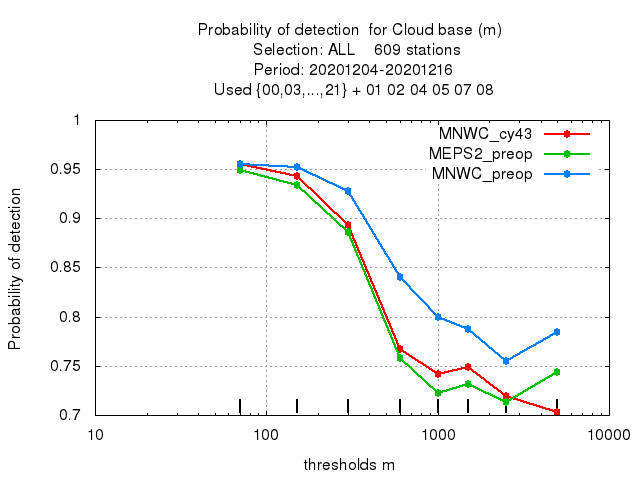 Probability of detection for Cloud base (m)
Selection: ALL 609 stations
Period: 20201204-20201216
Used {00,03,...,21} + 01 02 04 05 07 08
MNWC_cy43
MEPS2_preop
MNWC_preop
1
0.95
0.9
0.85
0.8
0.75
0.7
Probability of detection
10 100 1000 10000
thresholds m